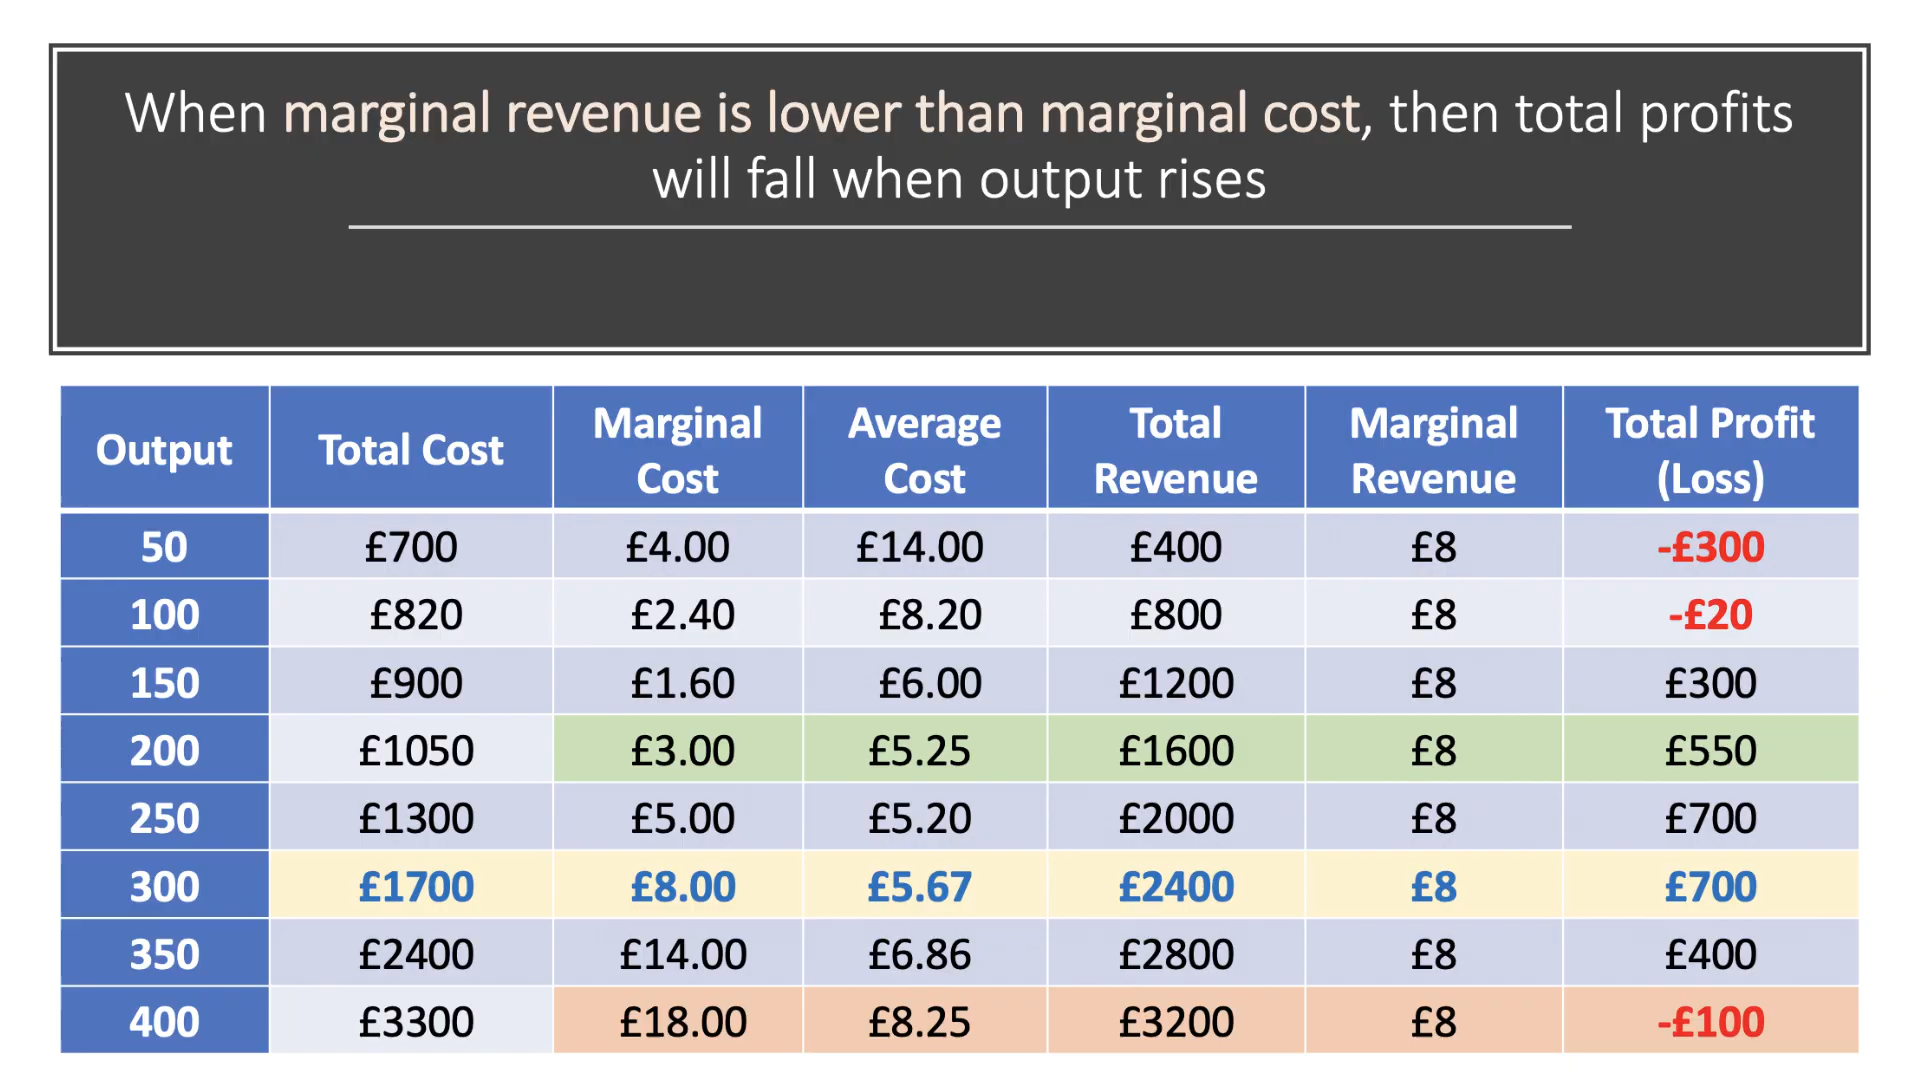 When marginal revenue is lower than marginal cost, then total profits
will fall when output rises
Output Total Cost Marginal Cost Average Cost Total Revenue Marginal Revenue Total Profit (Loss)
50 £700 £4.00 £14.00 £400 £8 -£300
100 £820 £2.40 £8.20 £800 £8 -£20
150 £900 £1.60 £6.00 £1200 £8 £300
200 £1050 £3.00 £5.25 £1600 £8 £550
250 £1300 £5.00 £5.20 £2000 £8 £700
300 £1700 £8.00 £5.67 £2400 £8 £700
350 £2400 £14.00 £6.86 £2800 £8 £400
400 £3300 £18.00 £8.25 £3200 £8 -£100